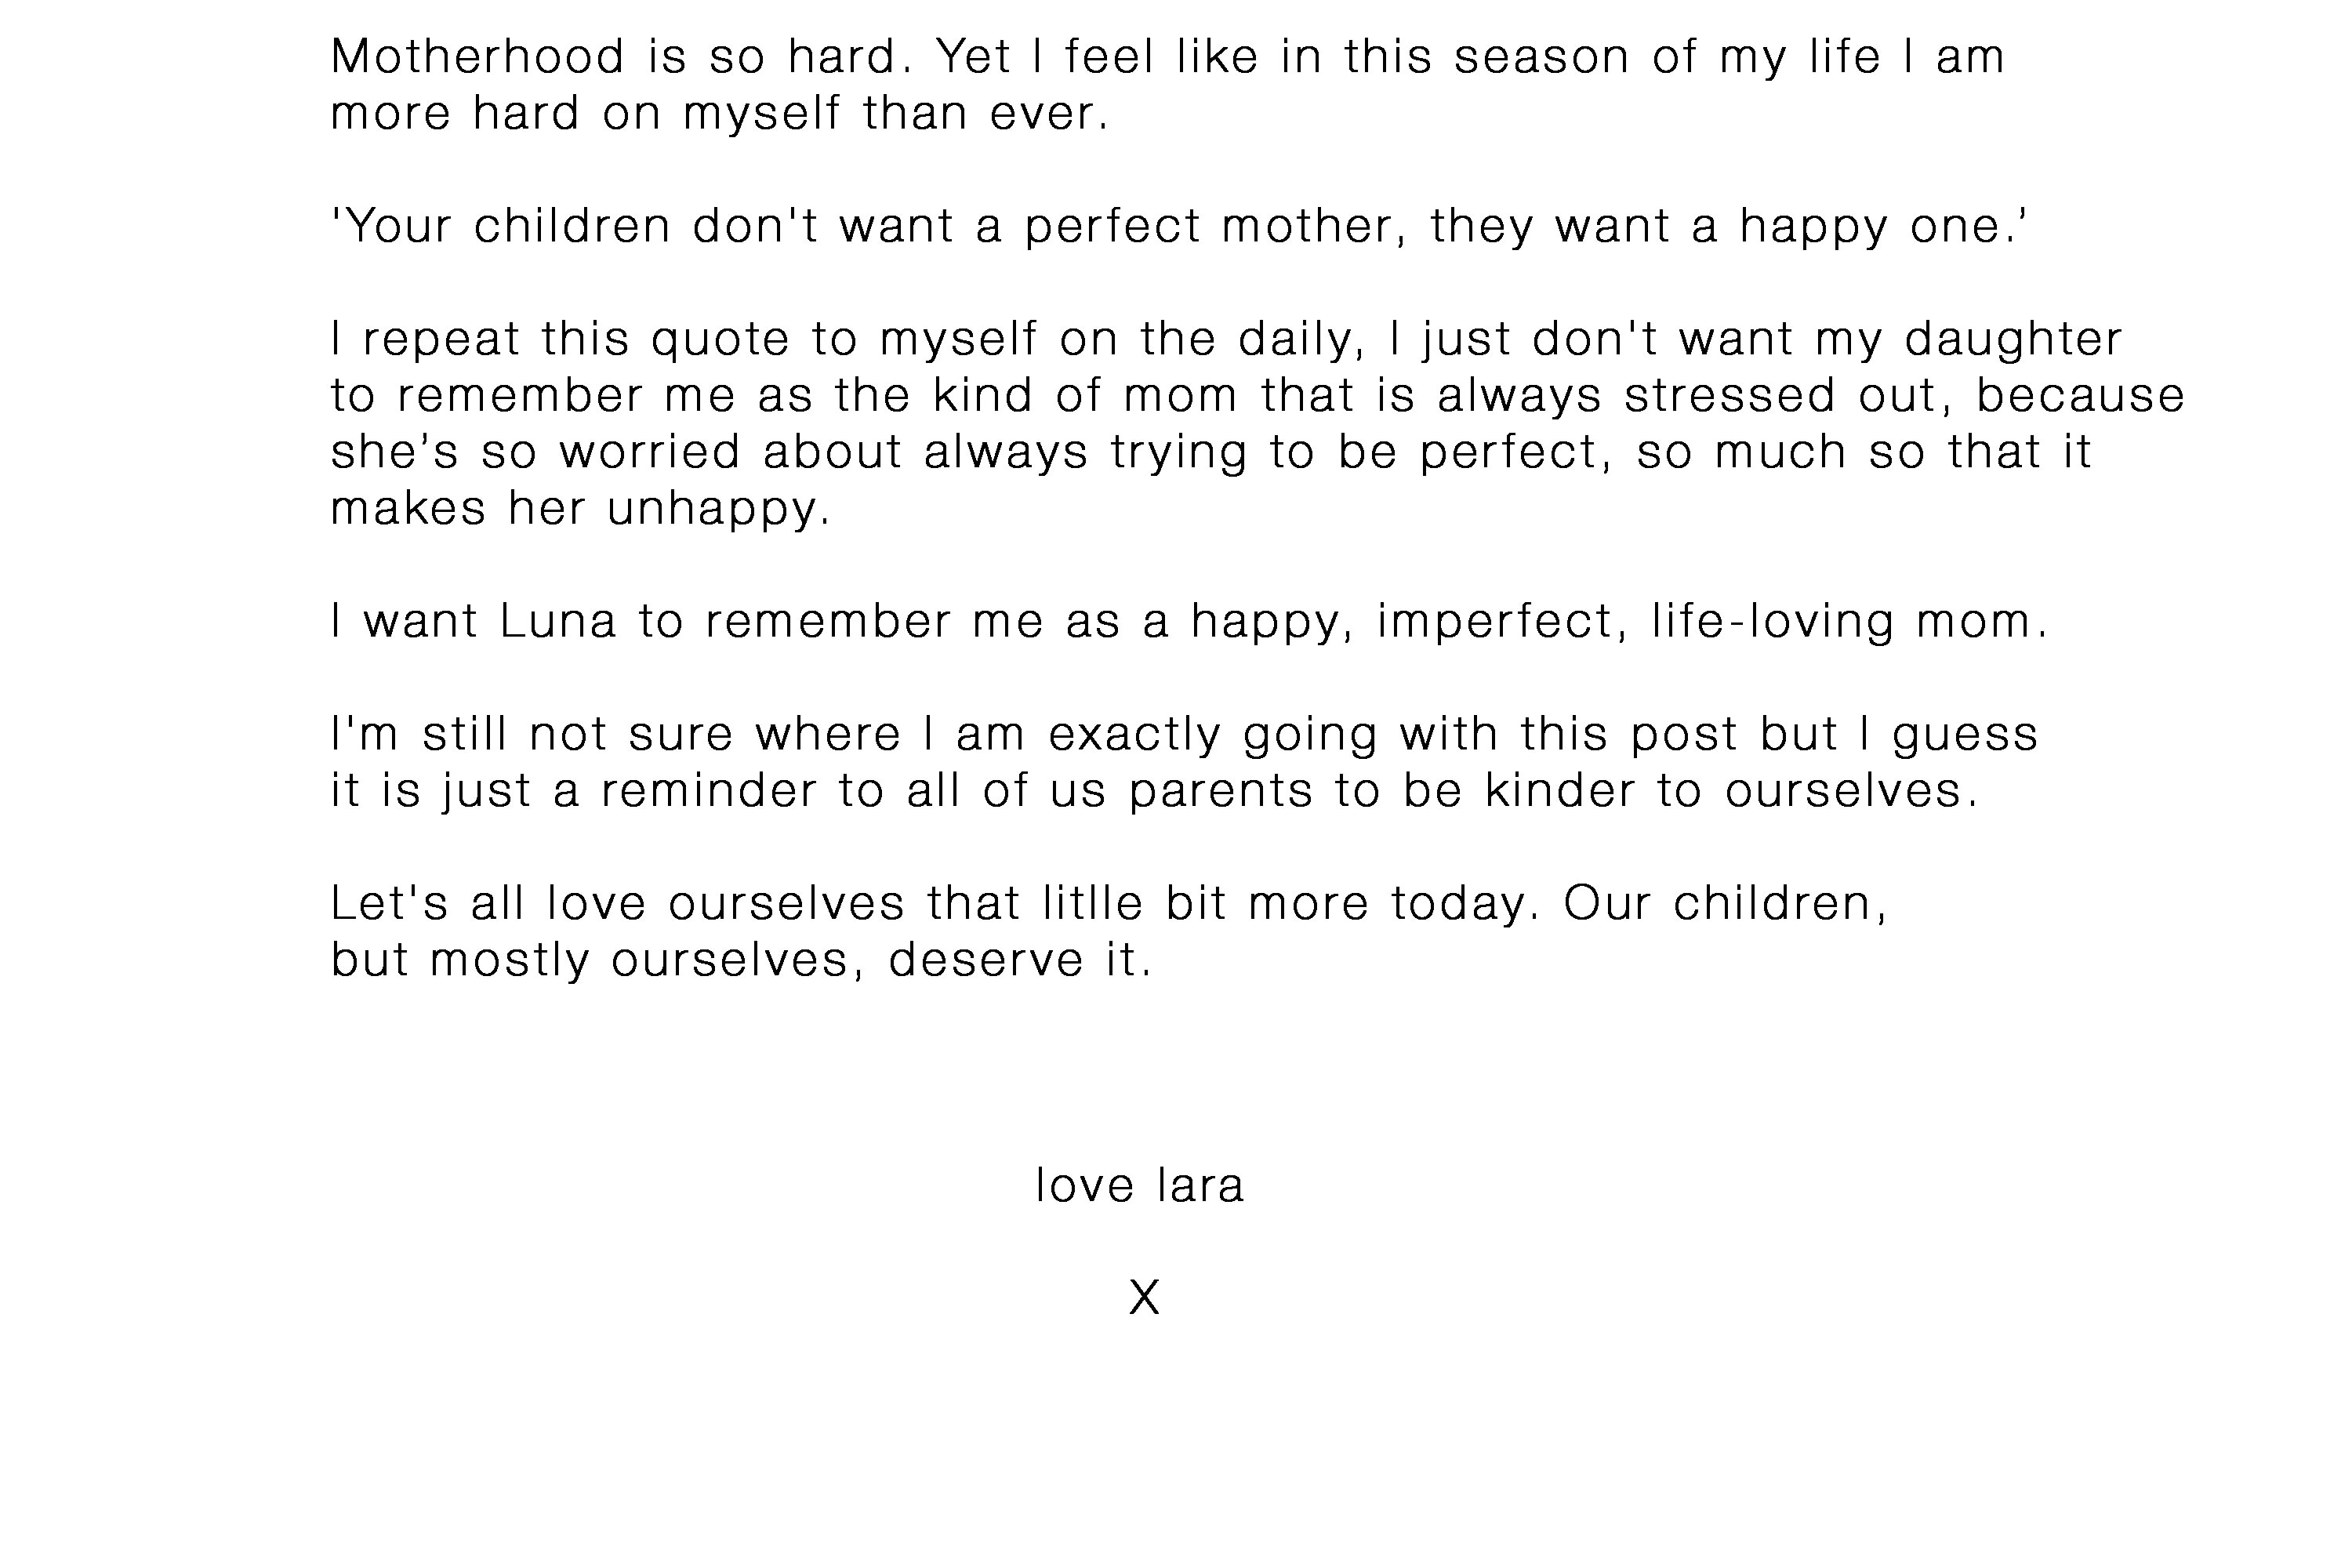 Motherhood is so hard. Yet I feel like in this season of my life I am
more hard on myself than ever.
'Your children don't want a perfect mother, they want a happy one.’
I repeat this quote to myself on the daily, I just don't want my daughter
to remember me as the kind of mom that is always stressed out, because
she’s so worried about always trying to be perfect, so much so that it
makes her unhappy.
I want Luna to remember me as a happy, imperfect, life-loving mom.
I'm still not sure where I am exactly going with this post but I guess
it is just a reminder to all of us parents to be kinder to ourselves.
Let's all love ourselves that litlle bit more today. Our children,
but mostly ourselves, deserve it.
love lara
X